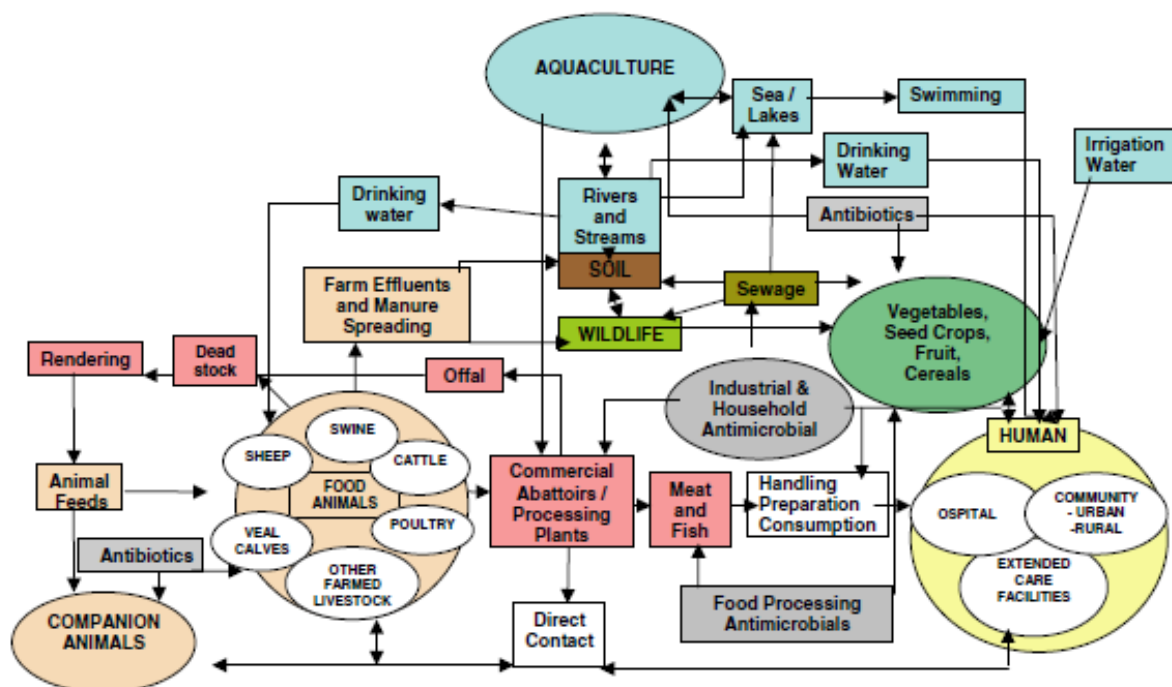 AQUACULTURE
Sea /
Lakes
Swimming
Drinking
Water
Irrigation
Water
Drinking
water
Rivers
and
Streams
Antibiotics
SOIL
Farm Effluents
and Manure
Spreading
Sewage
WILDLIFE
Vegetables,
Seed Crops,
Fruit,
Cereals
Rendering
Dead
stock
Offal
Industrial &
Household
Antimicrobial
HUMAN
SWINE
SHEEP
CATTLE
FOOD
ANIMALS
POULTRY
VEAL
CALVES
OTHER
FARMED
LIVESTOCK
Animal
Feeds
Antibiotics
COMPANION
ANIMALS
Commercial
Abattoirs /
Processing
Plants
Meat
and
Fish
Handling
Preparation
Consumption
OSPITAL
COMMUNITY
- URBAN
-RURAL
EXTENDED
CARE
FACILITIES
Direct
Contact
Food Processing
Antimicrobials